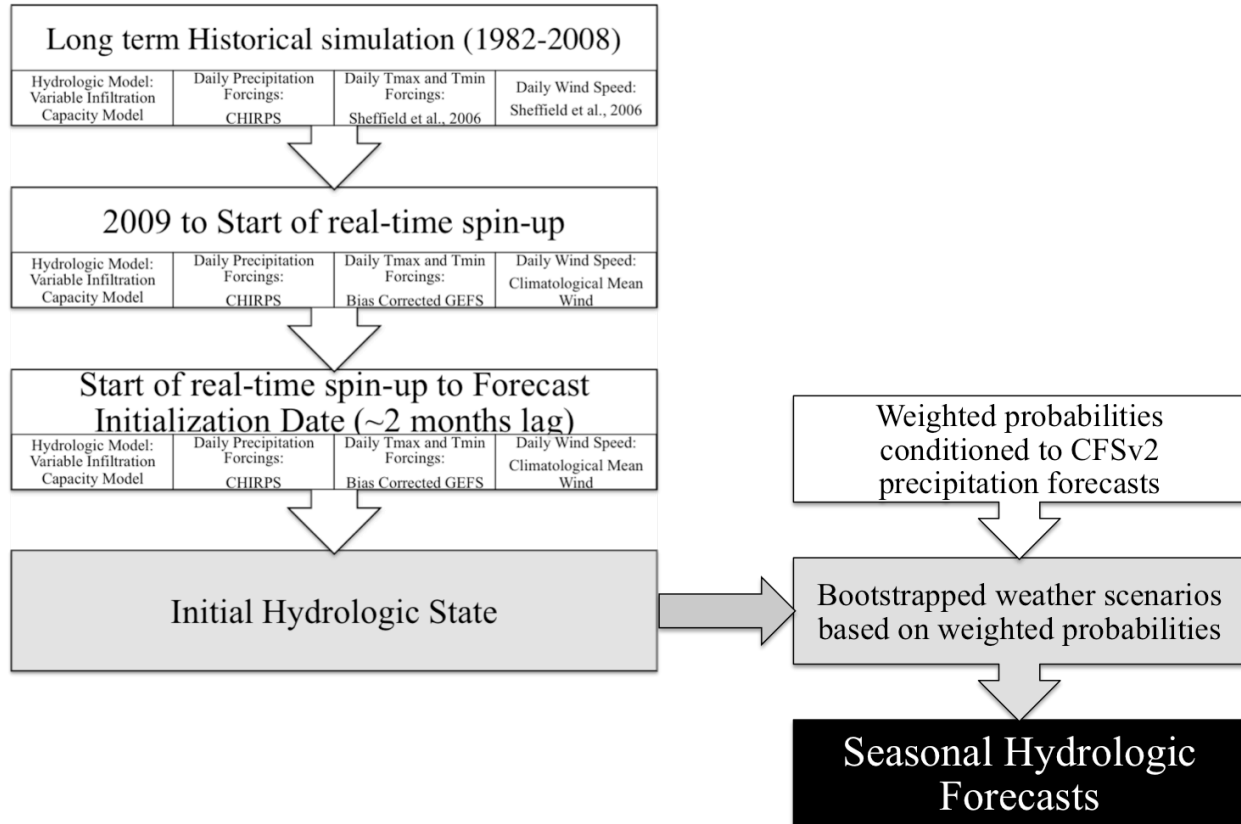 Long term Historical simulation (1982-2008)
Hydrologic Model:
Variable Infiltration
Capacity Model
Daily Precipitation
Forcings:
CHIRPS
Daily Tmax and Tmin
Forcings:
Sheffield et al., 2006
Daily Wind Speed:
Sheffield et al., 2006
2009 to Start of real-time spin-up
Hydrologic Model:
Variable Infiltration
Capacity Model
Daily Precipitation
Forcings:
CHIRPS
Daily Tmax and Tmin
Forcings:
Bias Corrected GEFS
Daily Wind Speed:
Climatological Mean
Wind
Start of real-time spin-up to Forecast
Initialization Date (~2 months lag)
Hydrologic Model:
Variable Infiltration
Capacity Model
Daily Precipitation
Forcings:
CHIRPS
Daily Tmax and Tmin
Forcings:
Bias Corrected GEFS
Daily Wind Speed:
Climatological Mean
Wind
Initial Hydrologic State
Weighted probabilities
conditioned to CFSv2
precipitation forecasts
Bootstrapped weather scenarios
based on weighted probabilities
Seasonal Hydrologic
Forecasts